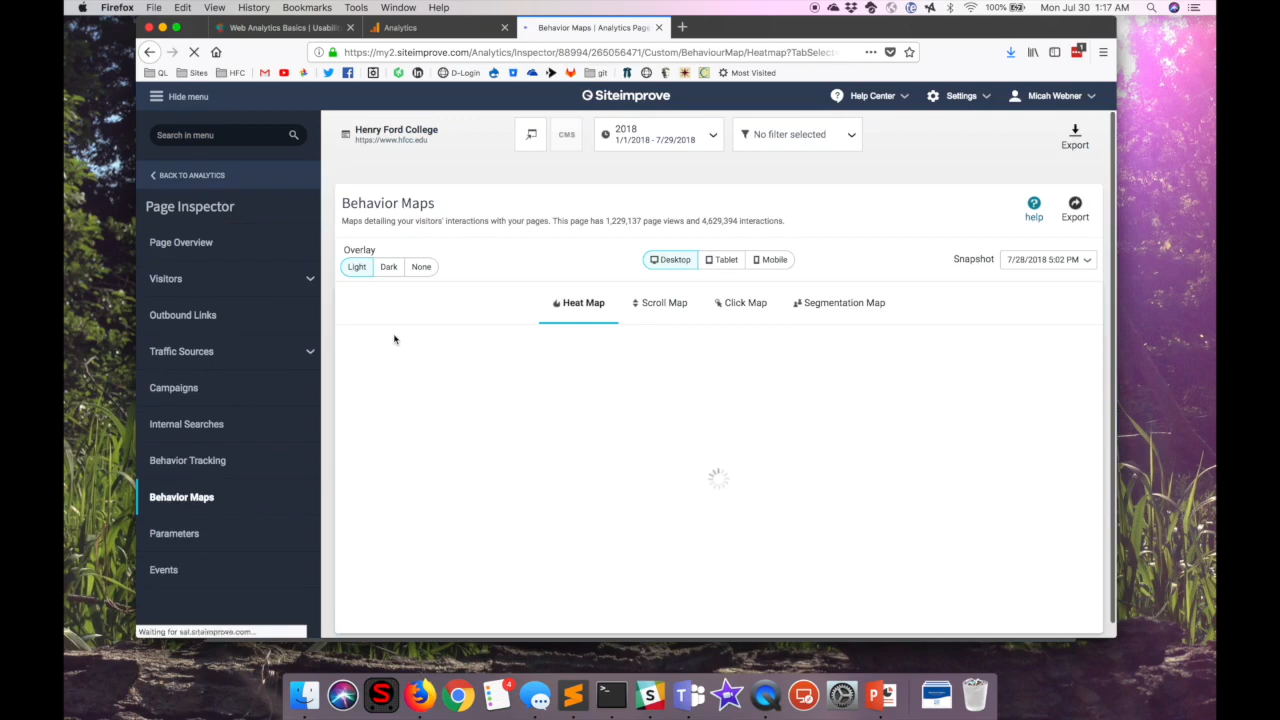 Firefox File Edit View History Bookmarks Tools Window Help 100% Mon Jul 30 1:17 AM
Web Analytics Basics | Usabili Analytics Behavior Maps | Analytics Page
https://my2.siteimprove.com/Analytics/Inspector/88994/265056471/Custom/BehaviourMap/Heatmap?TabSelect
QL Sites HFC D-Login git Most Visited
Hide menu Siteimprove Help Center Settings Micah Webner
Search in menu
BACK TO ANALYTICS
Page Inspector
Page Overview
Visitors
Outbound Links
Traffic Sources
Campaigns
Internal Searches
Behavior Tracking
Behavior Maps
Parameters
Events
Waiting for sat.siteimprove.com...
Henry Ford College
https://www.hfcc.edu
CMS
2018
1/1/2018 - 7/29/2018
No filter selected
Export
Behavior Maps
Maps detailing your visitors' interactions with your pages. This page has 1,229,137 page views and 4,629,394 interactions.
help Export
Overlay
Light Dark None
Desktop Tablet Mobile
Snapshot 7/28/2018 5:02 PM
Heat Map Scroll Map Click Map Segmentation Map
4